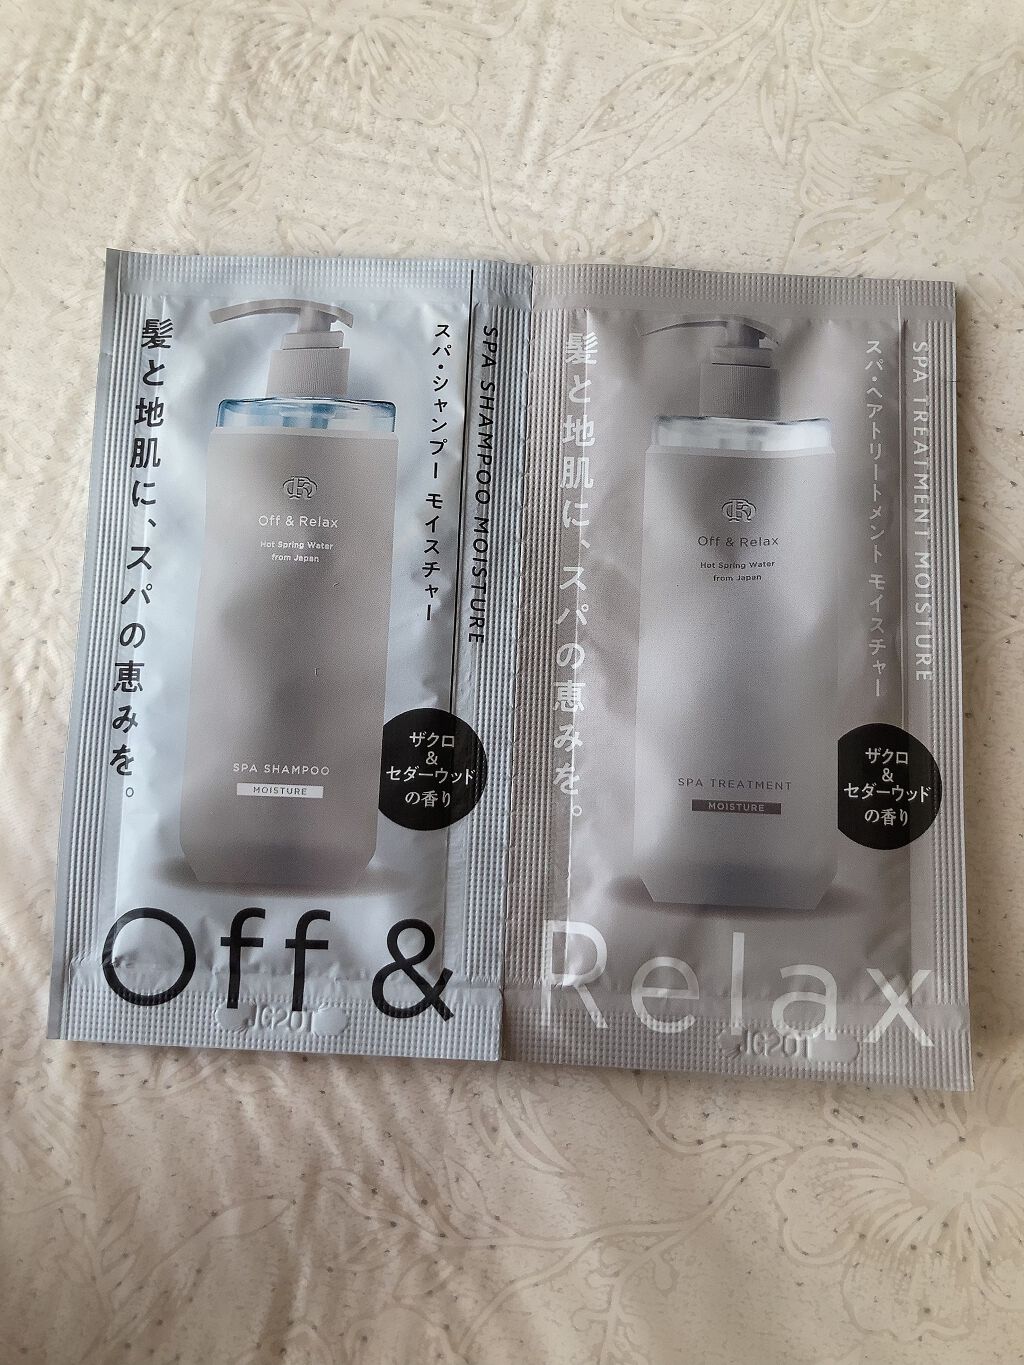 髪と地肌に、スパの恵みを。
スパ・シャンプー モイスチャー
SPA SHAMPOO MOISTURE
Off & Relax
Hot Spring Water
from Japan
SPA SHAMPOO
MOISTURE
ザクロ
&
セダーウッド
の香り
髪と地肌に、スパの恵みを。
スパ・ヘアトリートメント モイスチャー
SPA TREATMENT MOISTURE
Off & Relax
Hot Spring Water
from Japan
SPA TREATMENT
MOISTURE
ザクロ
&
セダーウッド
の香り
Off & Relax